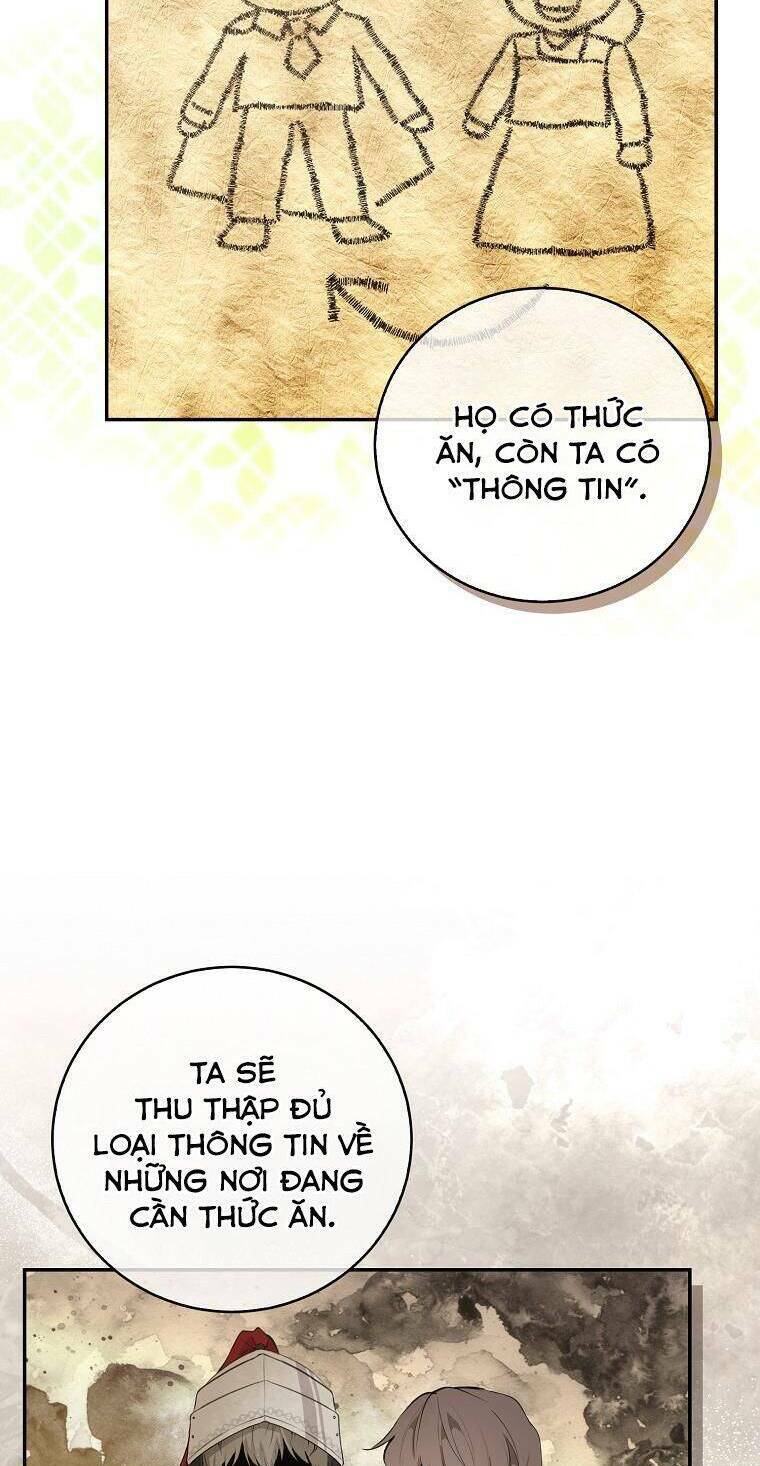 HỌ CÓ THỨC
ĂN, CÒN TA CÓ
"THÔNG TIN".
TA SẼ
THU THẬP ĐỦ
LOẠI THÔNG TIN VỀ
NHỮNG NƠI ĐANG
CẦN THỨC ĂN.